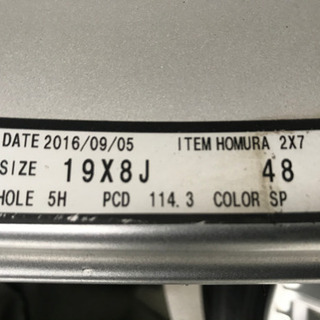 DATE 2016/09/05 ITEM HOMURA 2X7
SIZE 19X8J 48
HOLE 5H PCD 114.3 COLOR SP